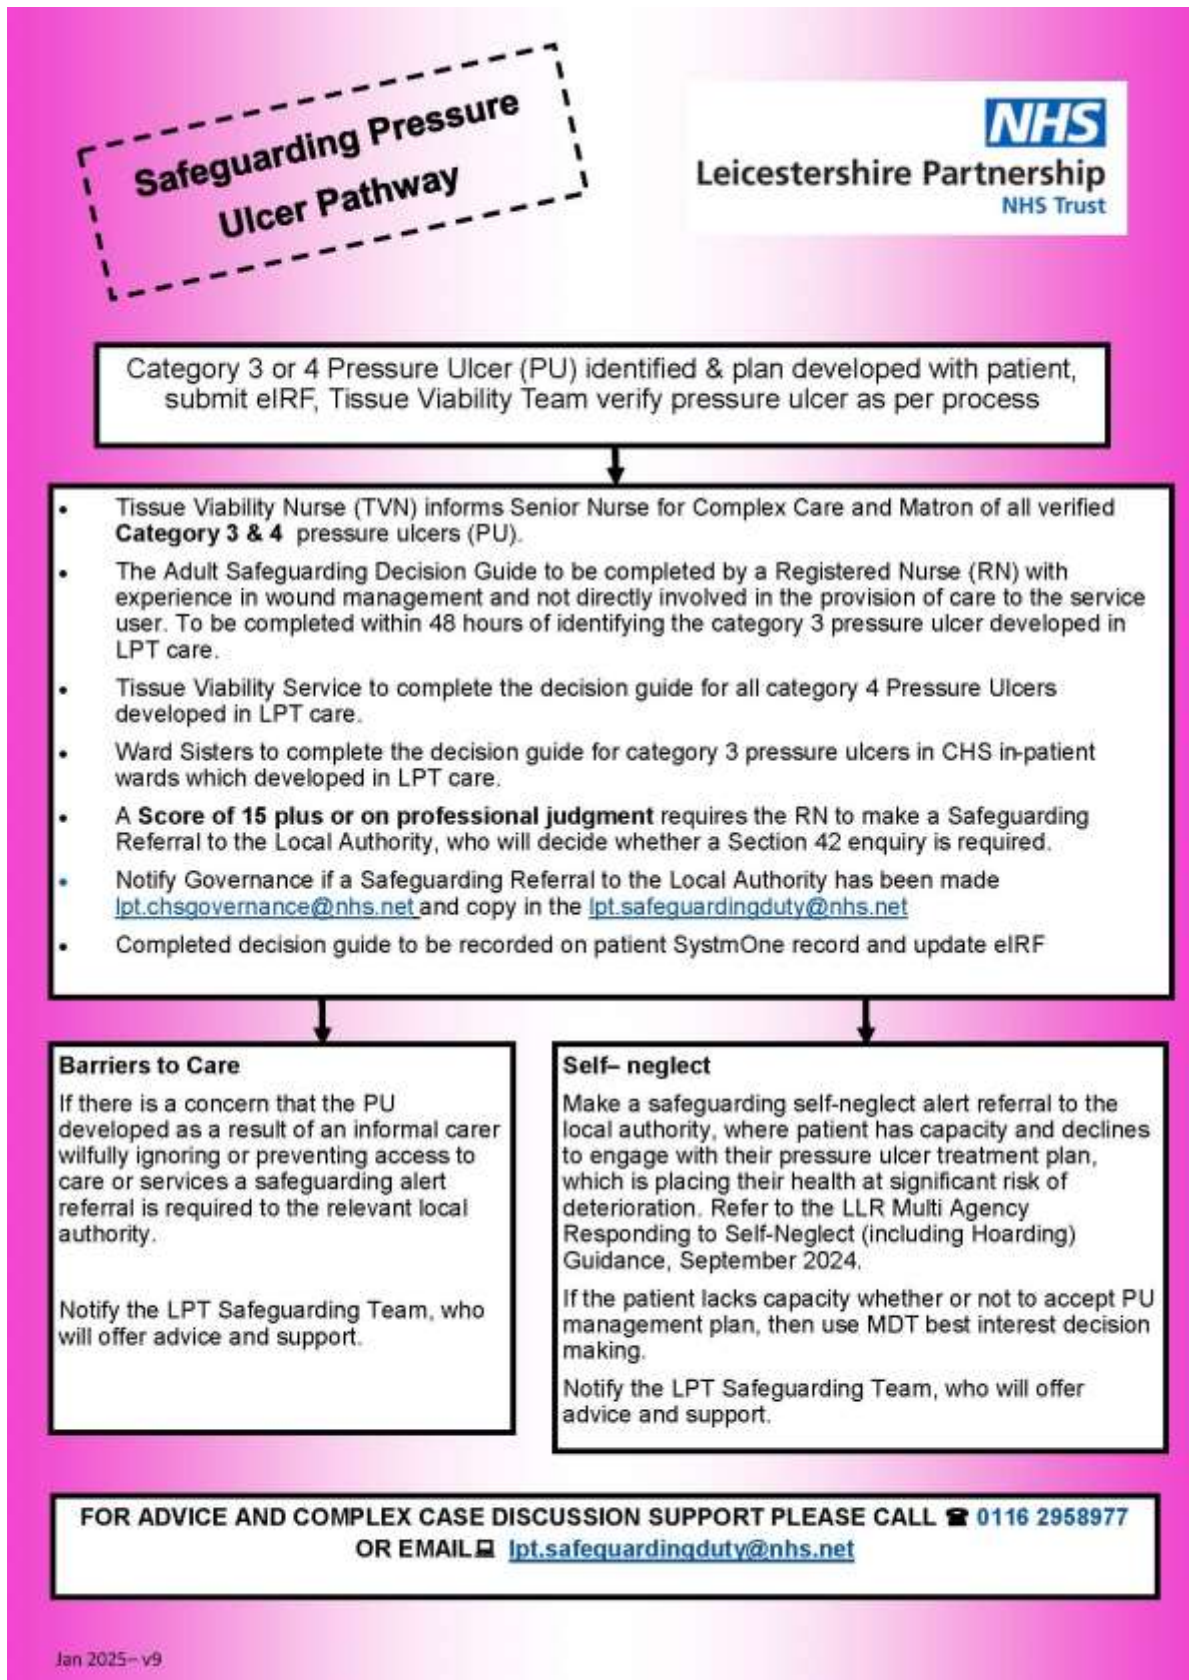 Safeguarding Pressure
Ulcer Pathway
NHS
Leicestershire Partnership
NHS Trust
Category 3 or 4 Pressure Ulcer (PU) identified & plan developed with patient,
submit eIRF, Tissue Viability Team verify pressure ulcer as per process
• Tissue Viability Nurse (TVN) informs Senior Nurse for Complex Care and Matron of all verified
Category 3 & 4 pressure ulcers (PU).
• The Adult Safeguarding Decision Guide to be completed by a Registered Nurse (RN) with
experience in wound management and not directly involved in the provision of care to the service
user. To be completed within 48 hours of identifying the category 3 pressure ulcer developed in
LPT care.
• Tissue Viability Service to complete the decision guide for all category 4 Pressure Ulcers
developed in LPT care.
• Ward Sisters to complete the decision guide for category 3 pressure ulcers in CHS in-patient
wards which developed in LPT care.
• A Score of 15 plus or on professional judgment requires the RN to make a Safeguarding
Referral to the Local Authority, who will decide whether a Section 42 enquiry is required.
• Notify Governance if a Safeguarding Referral to the Local Authority has been made
lpt.chsgovernance@nhs.net and copy in the lpt.safeguardingduty@nhs.net
• Completed decision guide to be recorded on patient SystmOne record and update eIRF
Barriers to Care
If there is a concern that the PU
developed as a result of an informal carer
wilfully ignoring or preventing access to
care or services a safeguarding alert
referral is required to the relevant local
authority.
Notify the LPT Safeguarding Team, who
will offer advice and support.
Self– neglect
Make a safeguarding self-neglect alert referral to the
local authority, where patient has capacity and declines
to engage with their pressure ulcer treatment plan,
which is placing their health at significant risk of
deterioration. Refer to the LLR Multi Agency
Responding to Self-Neglect (including Hoarding)
Guidance, September 2024.
If the patient lacks capacity whether or not to accept PU
management plan, then use MDT best interest decision
making.
Notify the LPT Safeguarding Team, who will offer
advice and support.
FOR ADVICE AND COMPLEX CASE DISCUSSION SUPPORT PLEASE CALL ☎ 0116 2958977
OR EMAIL 💻 lpt.safeguardingduty@nhs.net
Jan 2025– v9